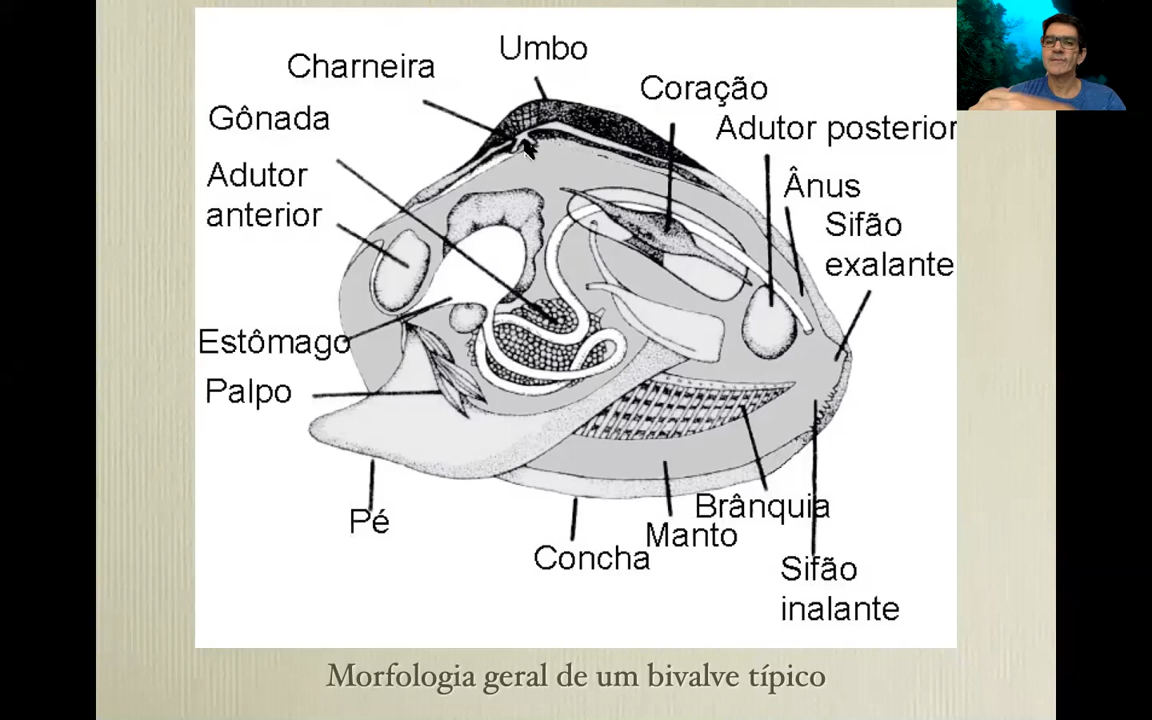 Umbo
Charneira
Coração
Gônada
Adutor posterior
Adutor
anterior
Ânus
Sifão
exalante
Estômago
Palpo
Brânquia
Pé
Manto
Concha
Sifão
inalante
Morfologia geral de um bivalve típico